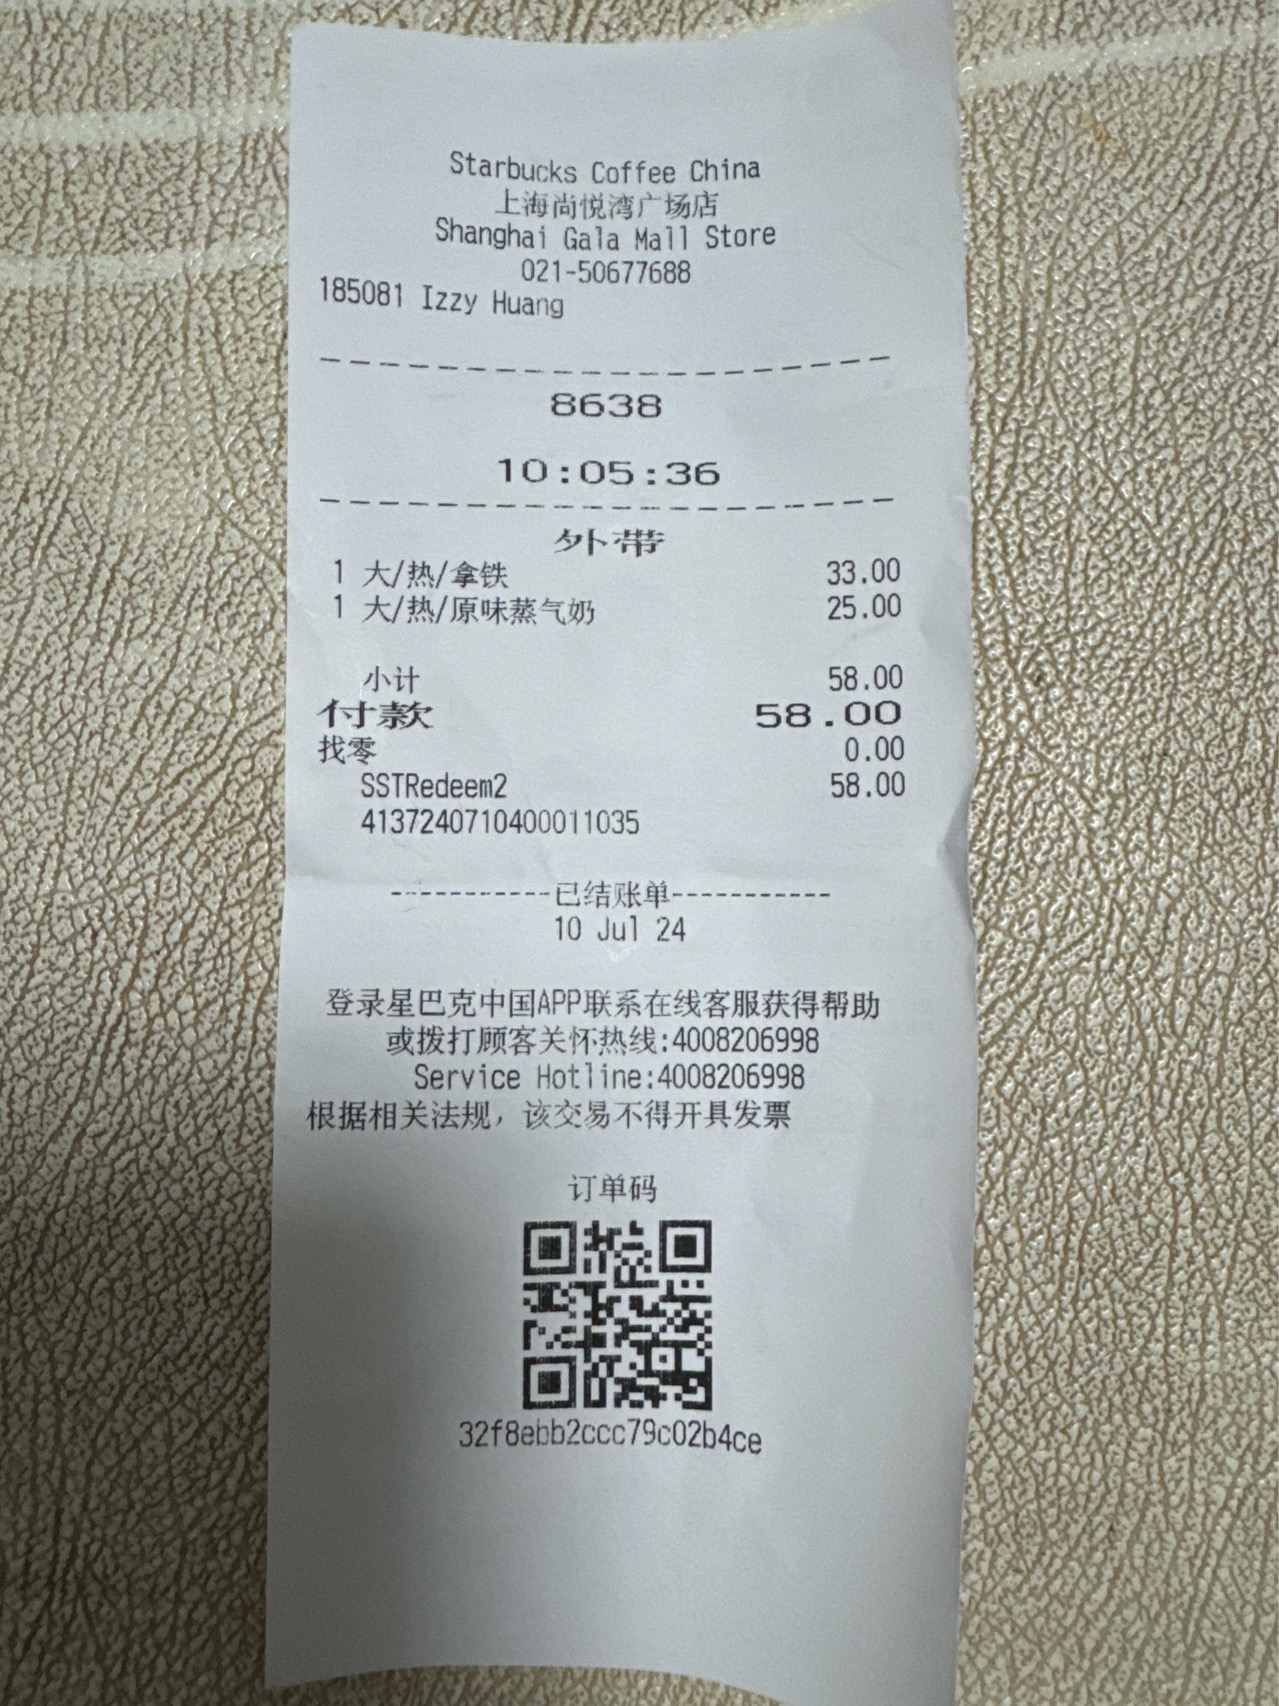 Starbucks Coffee China
上海尚悦湾广场店
Shanghai Gala Mall Store
021-50677688
185081 Izzy Huang
8638
10:05:36
外带
1 大/热/拿铁 33.00
1 大/热/原味蒸气奶 25.00
小计 58.00
付款 58.00
找零 0.00
SSTRedeem2 58.00
4137240710400011035
-----------已结账单-----------
10 Jul 24
登录星巴克中国APP联系在线客服获得帮助
或拨打顾客关怀热线:4008206998
Service Hotline:4008206998
根据相关法规，该交易不得开具发票
订单码
32f8ebb2ccc79c02b4ce